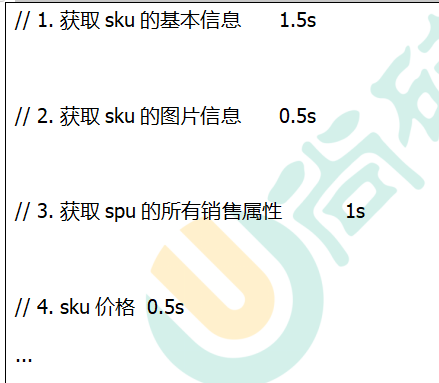 // 1. 获取 sku 的基本信息 1.5s
// 2. 获取 sku 的图片信息 0.5s
// 3. 获取 spu 的所有销售属性 1s
// 4. sku 价格 0.5s
...
尚